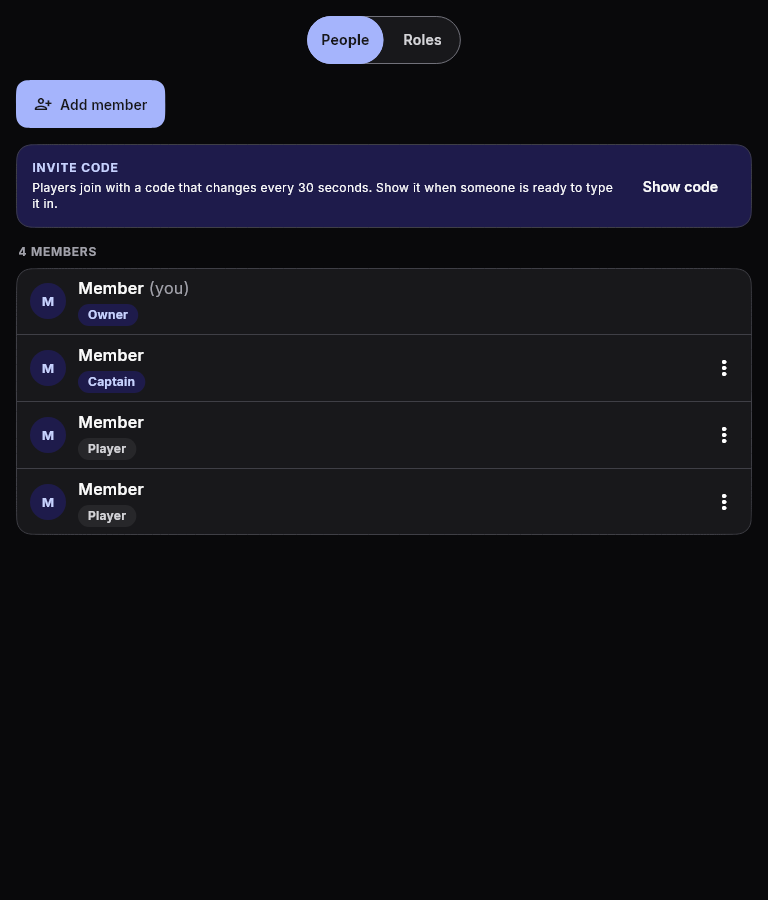 People
Roles
Add member
INVITE CODE
Players join with a code that changes every 30 seconds. Show it when someone is ready to type
it in.
Show code
4 MEMBERS
M
Member (you)
Owner
M
Member
Captain
M
Member
Player
M
Member
Player